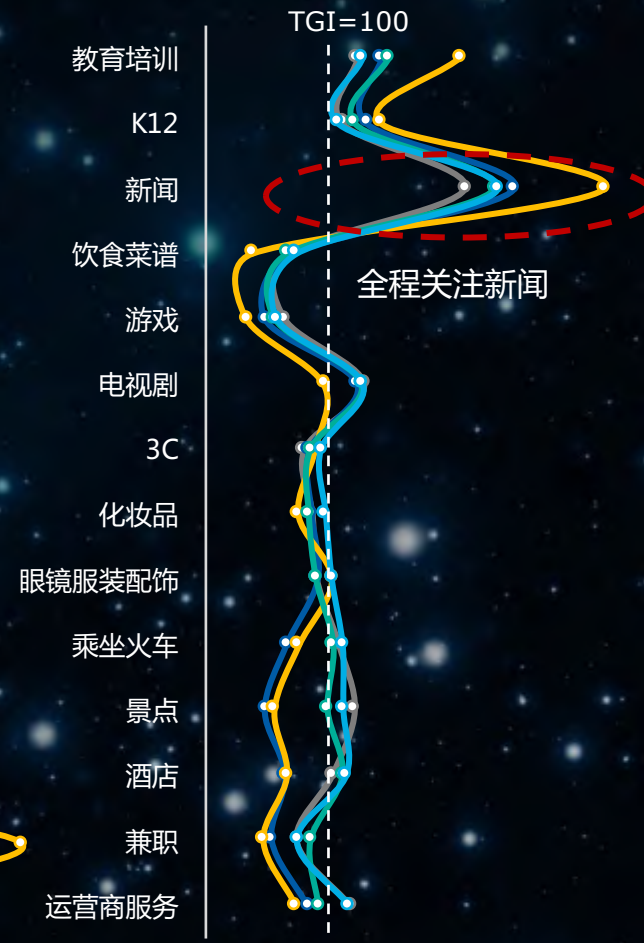 TGI=100
教育培训
K12
新闻
饮食菜谱
全程关注新闻
游戏
电视剧
3C
化妆品
眼镜服装配饰
乘坐火车
景点
酒店
兼职
运营商服务